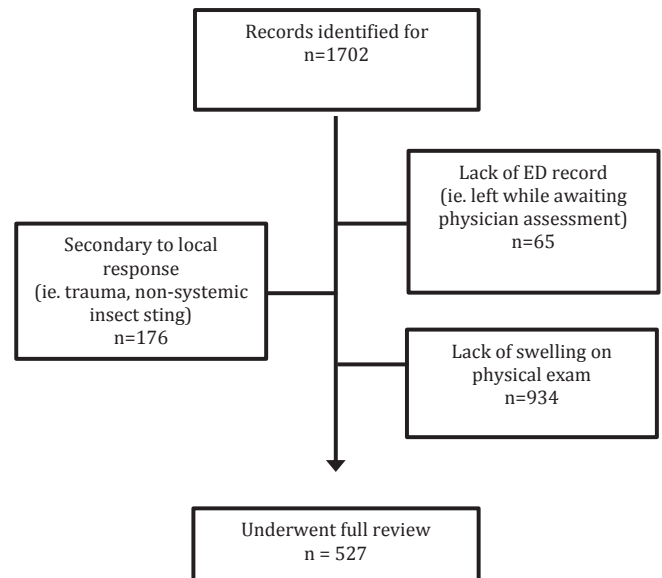 Records identified for
n=1702
Lack of ED record
(ie. left while awaiting
physician assessment)
n=65
Secondary to local
response
(ie. trauma, non-systemic
insect sting)
n=176
Lack of swelling on
physical exam
n=934
Underwent full review
n = 527